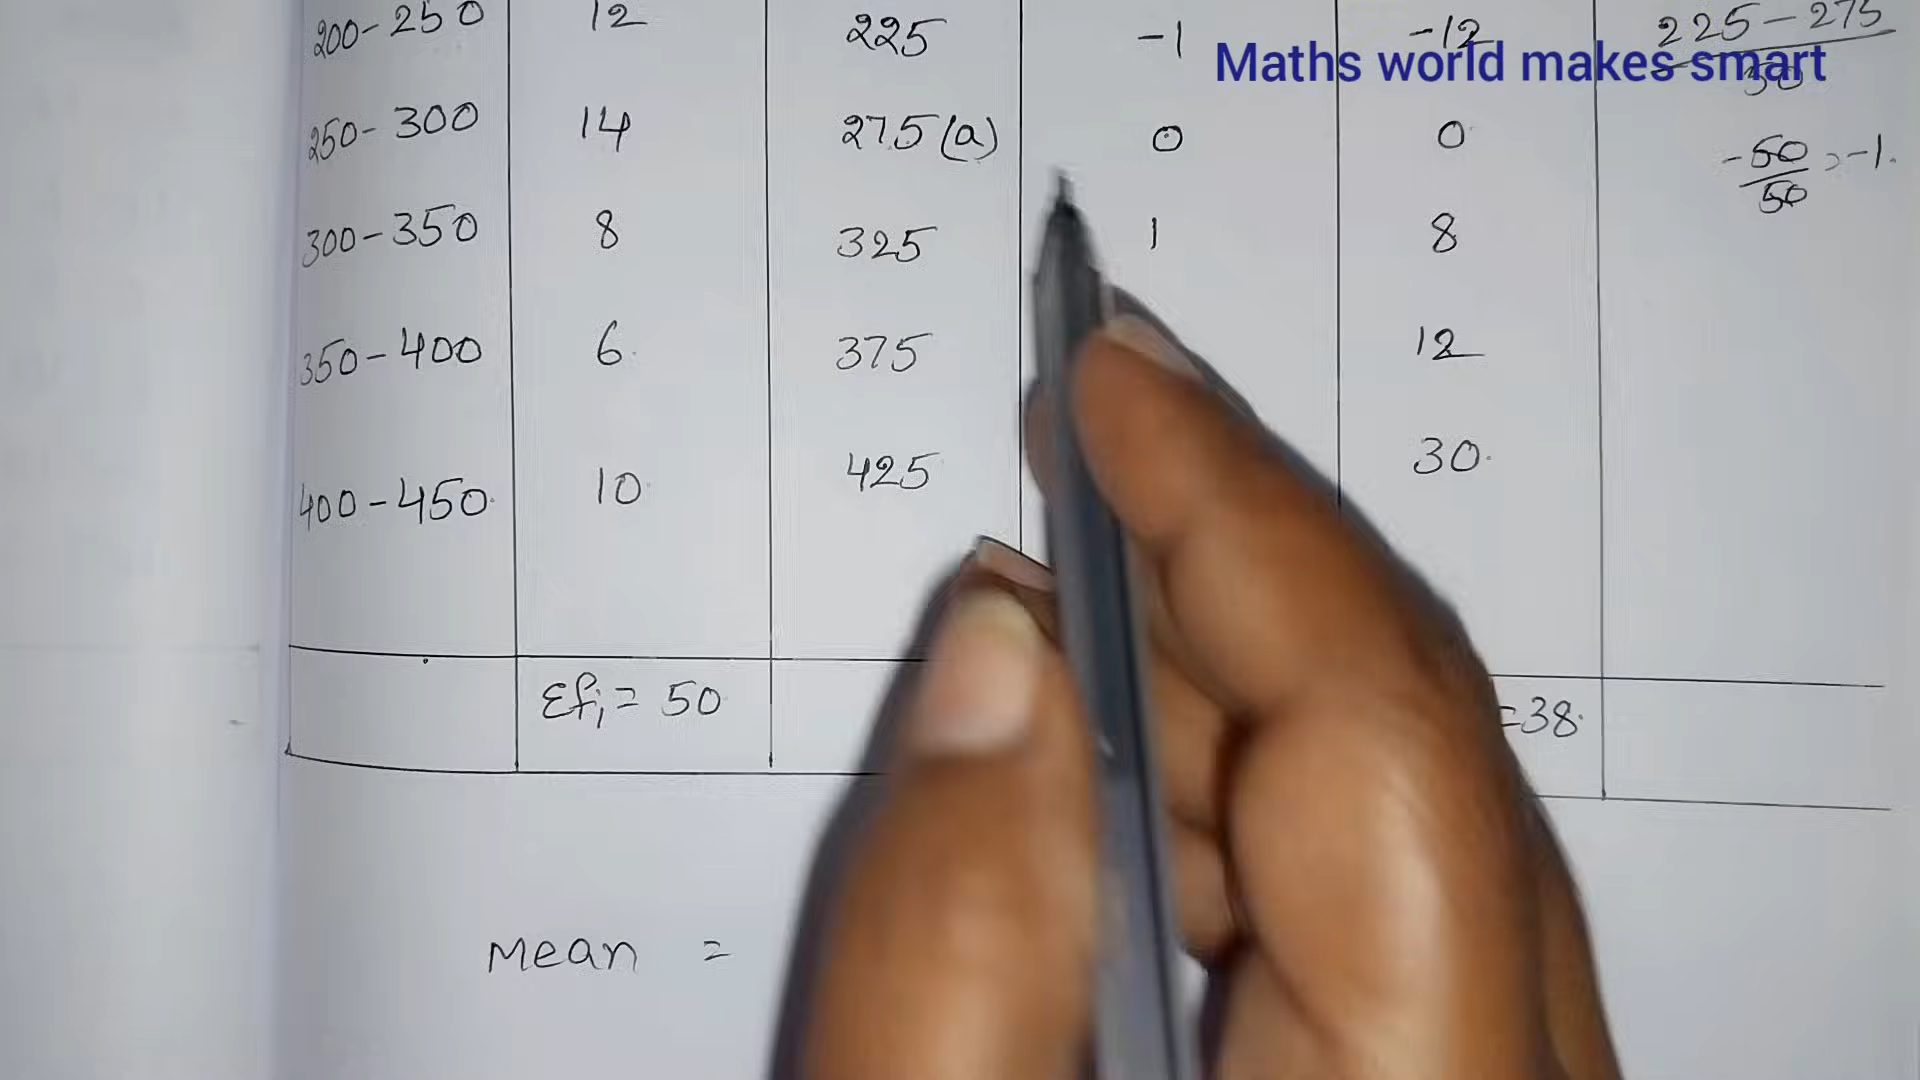 200-250 12 225 -1 -12 225-275
Maths world makes smart
50
250-300 14 275(a) 0 0 -50/50 = -1.
300-350 8 325 1 8
350-400 6. 375 12
400-450. 10. 425 30.
Σfi = 50 =38.
Mean =